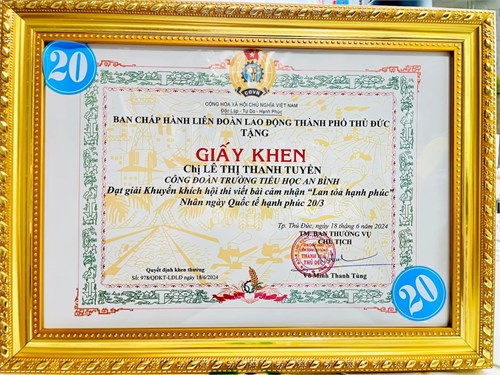 20
CĐVN
CỘNG HÒA XÃ HỘI CHỦ NGHĨA VIỆT NAM
Độc Lập - Tự Do - Hạnh Phúc
BAN CHẤP HÀNH LIÊN ĐOÀN LAO ĐỘNG THÀNH PHỐ THỦ ĐỨC
TẶNG
GIẤY KHEN
Chị LÊ THỊ THANH TUYỀN
CÔNG ĐOÀN TRƯỜNG TIỂU HỌC AN BÌNH
Đạt giải Khuyến khích hội thi viết bài cảm nhận "Lan tỏa hạnh phúc"
Nhân ngày Quốc tế hạnh phúc 20/3
Tp. Thủ Đức, ngày 18 tháng 6 năm 2024
TM. BAN THƯỜNG VỤ
CHỦ TỊCH
THÀNH PHỐ
THỦ ĐỨC
Quyết định khen thưởng
Số: 978/QĐKT-LĐLĐ ngày 18/6/2024
Võ Minh Thanh Tùng
20